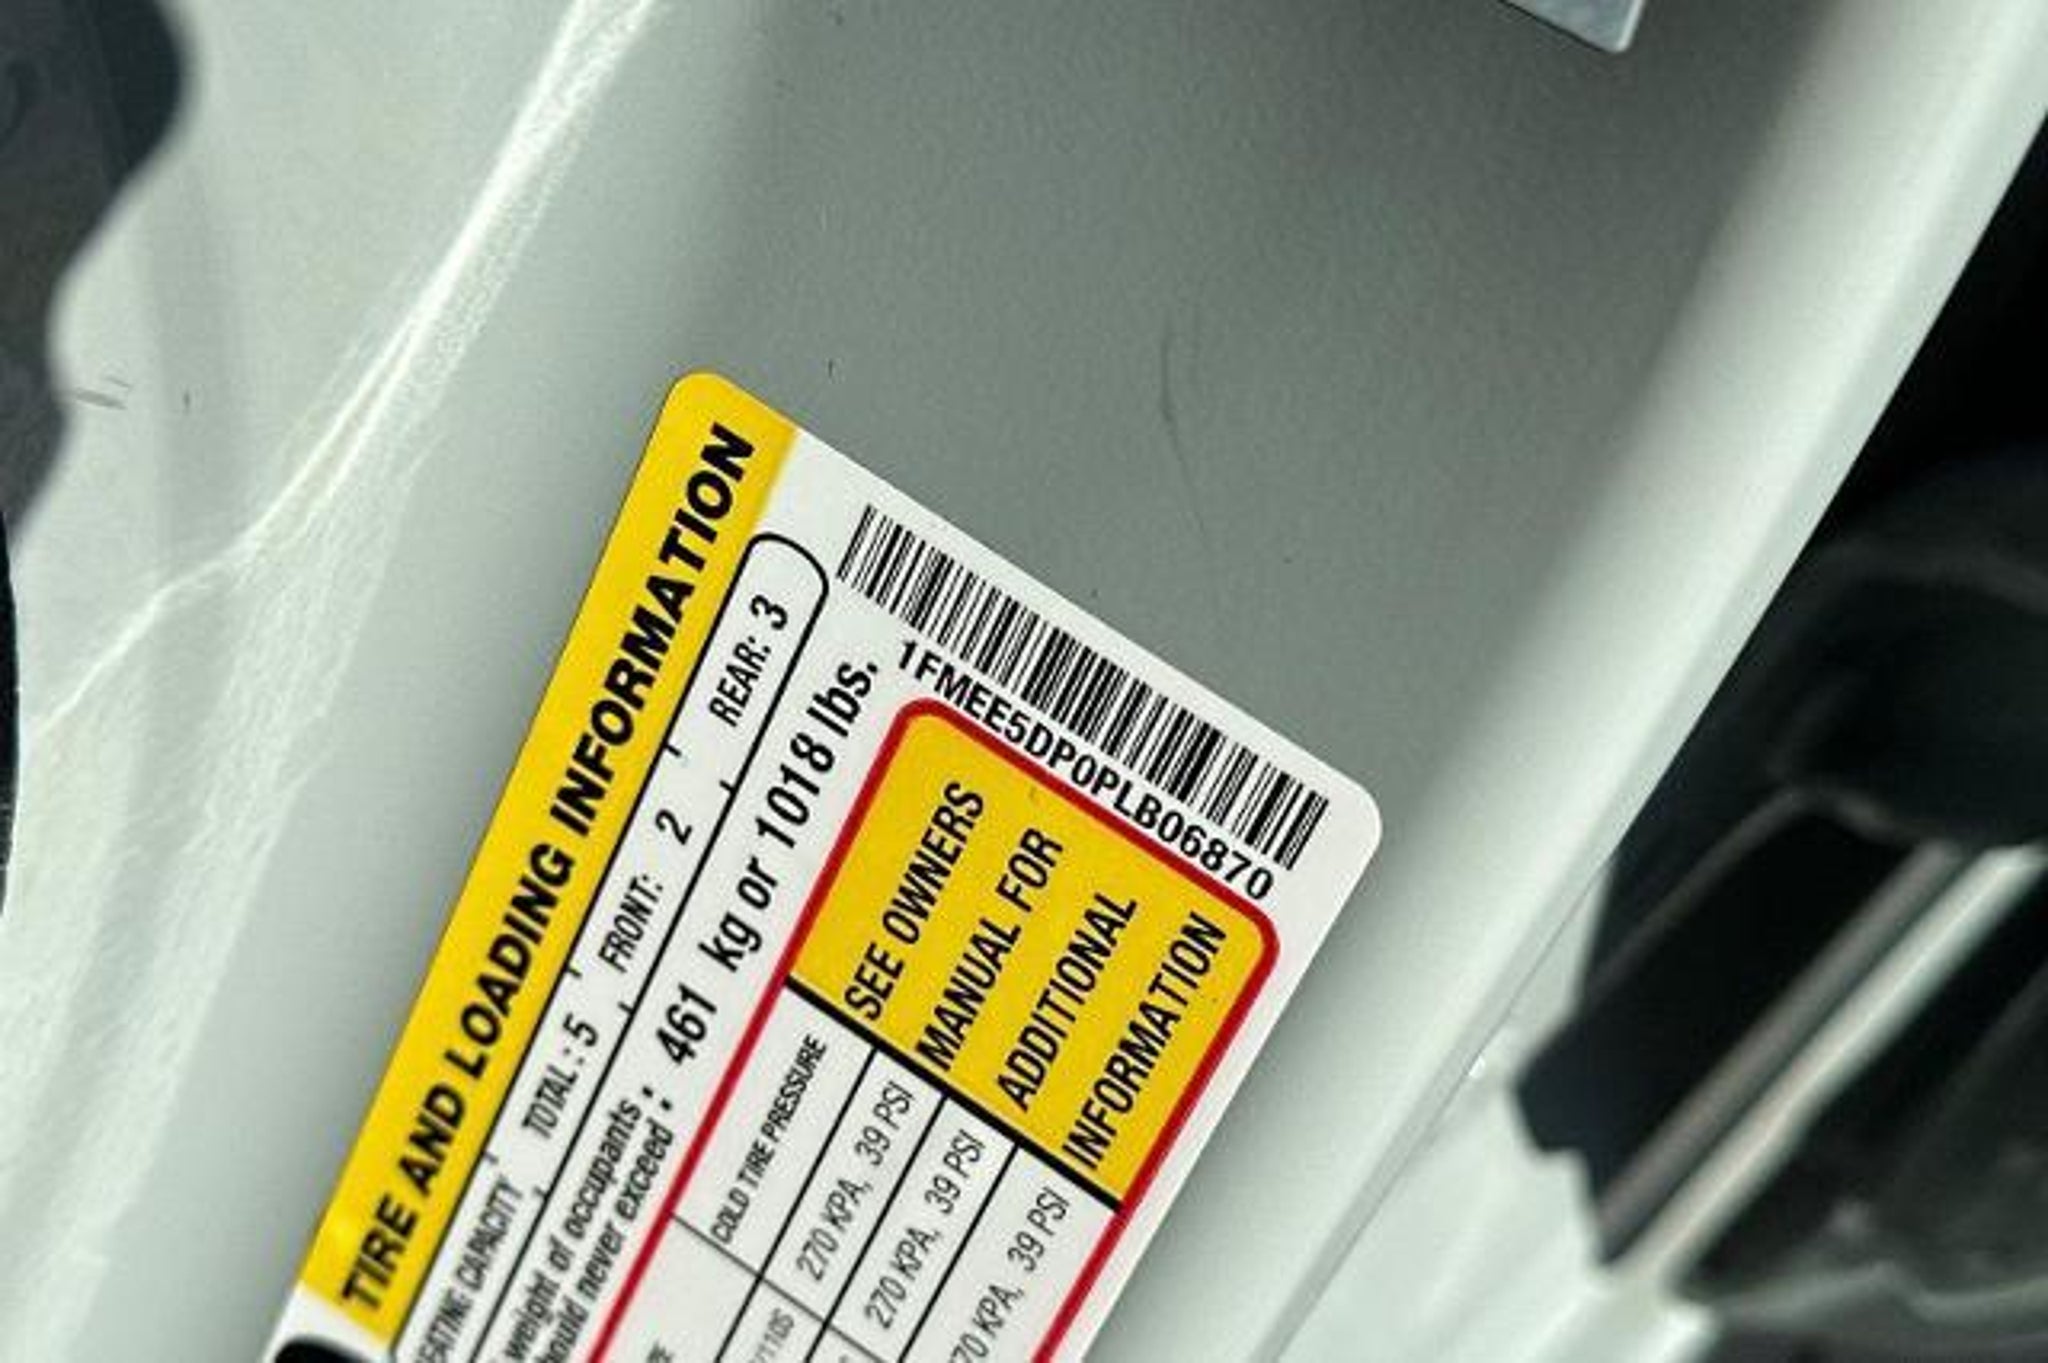 TIRE AND LOADING INFORMATION
CAPACITY TOTAL: 5 FRONT: 2 REAR: 3
weight of occupants
should never exceed : 461 kg or 1018 lbs.
1FMEE5DP0PLB06870
COLD TIRE PRESSURE
270 KPA, 39 PSI
270 KPA, 39 PSI
KPA, 39 PSI
SEE OWNERS
MANUAL FOR
ADDITIONAL
INFORMATION